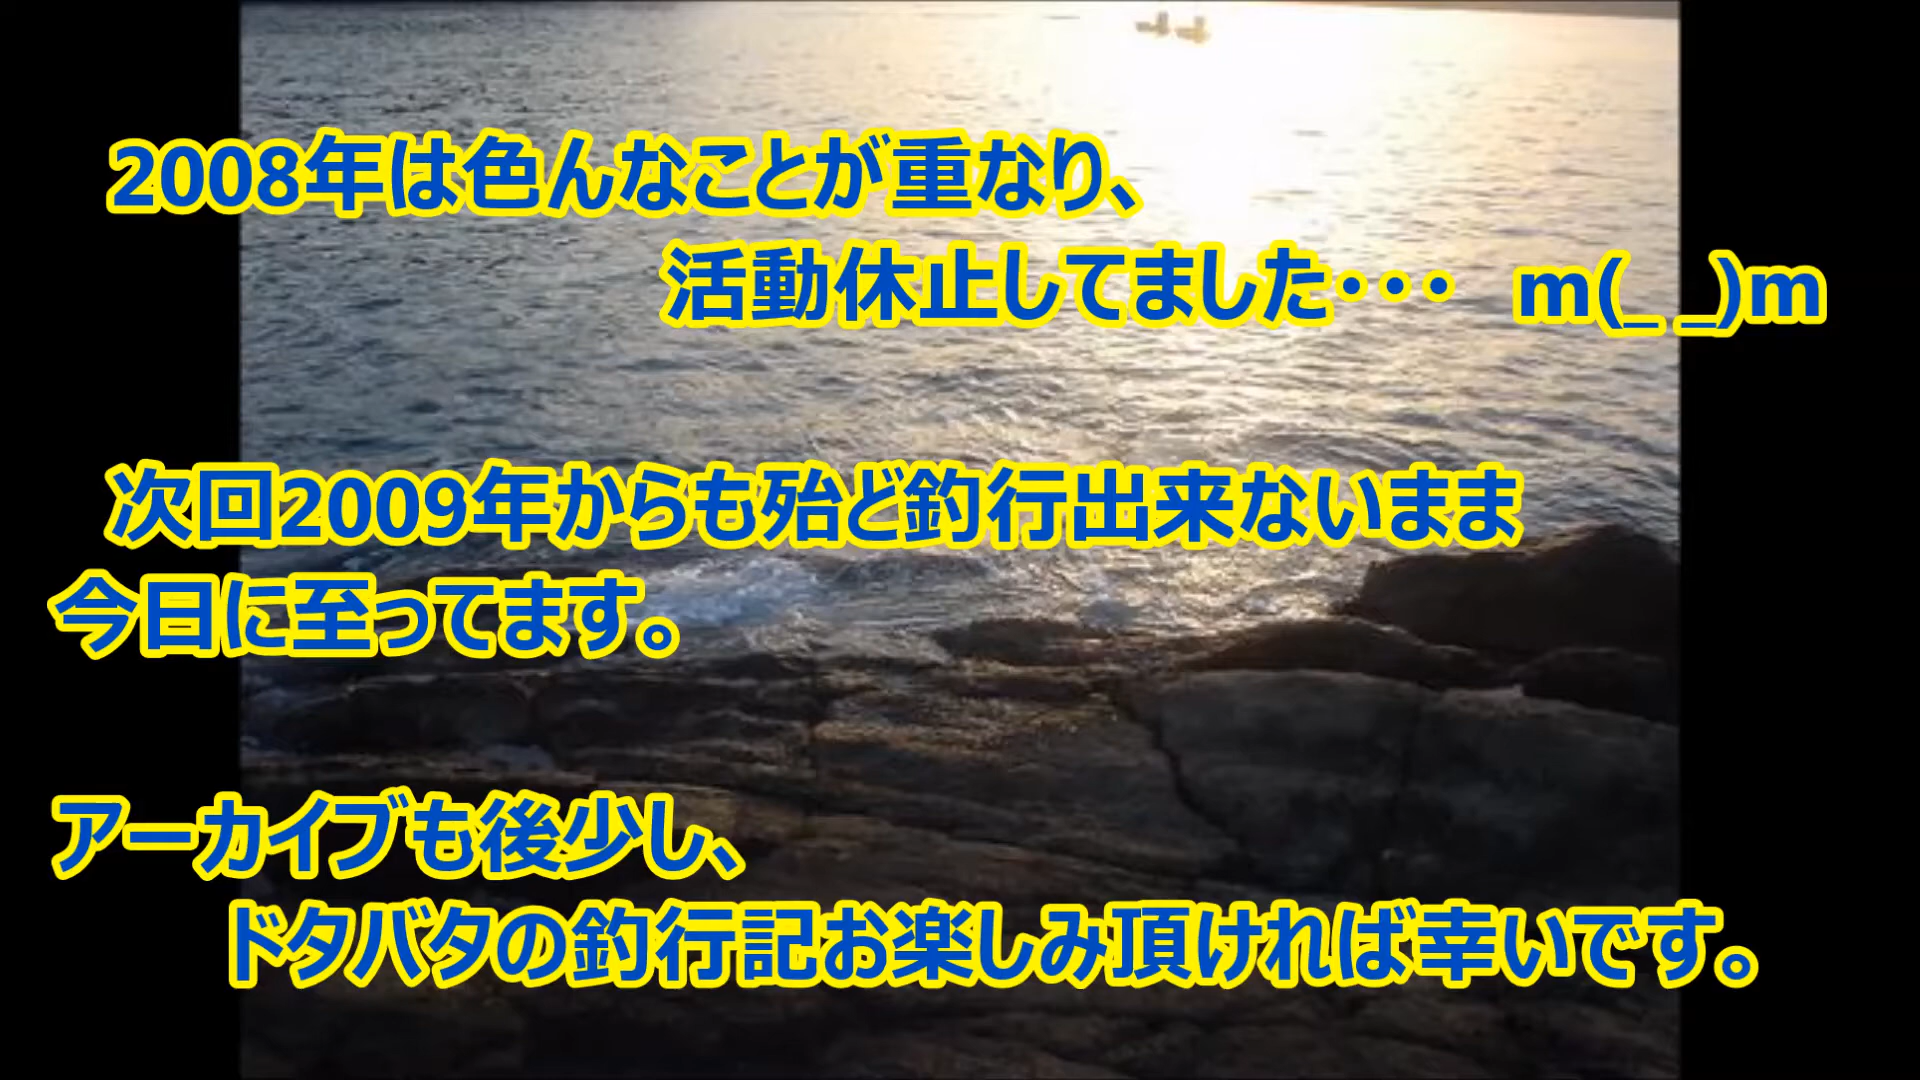 2008年は色んなことが重なり、
活動休止してました・・・　m(_ _)m
次回2009年からも殆ど釣行出来ないまま
今日に至ってます。
アーカイブも後少し、
ドタバタの釣行記お楽しみ頂ければ幸いです。